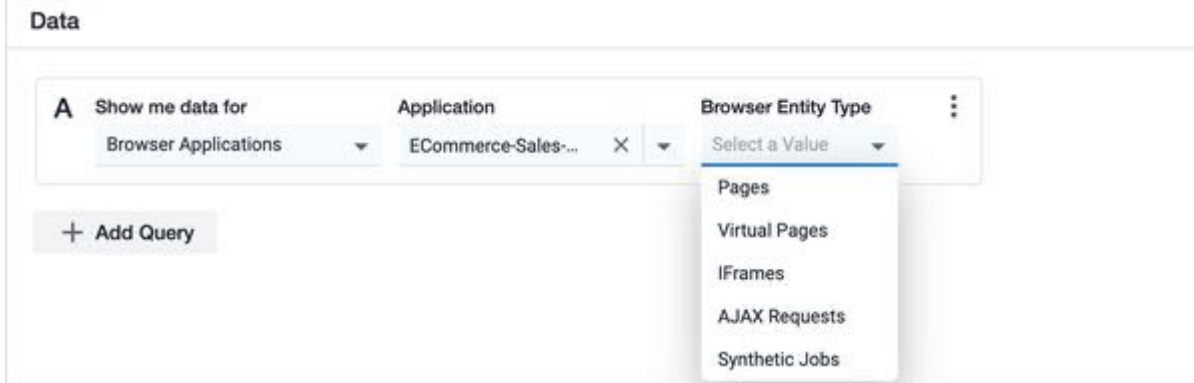 Data
A Show me data for Application Browser Entity Type
Browser Applications ECommerce-Sales-... Select a Value
Pages
Virtual Pages
+ Add Query
IFrames
AJAX Requests
Synthetic Jobs